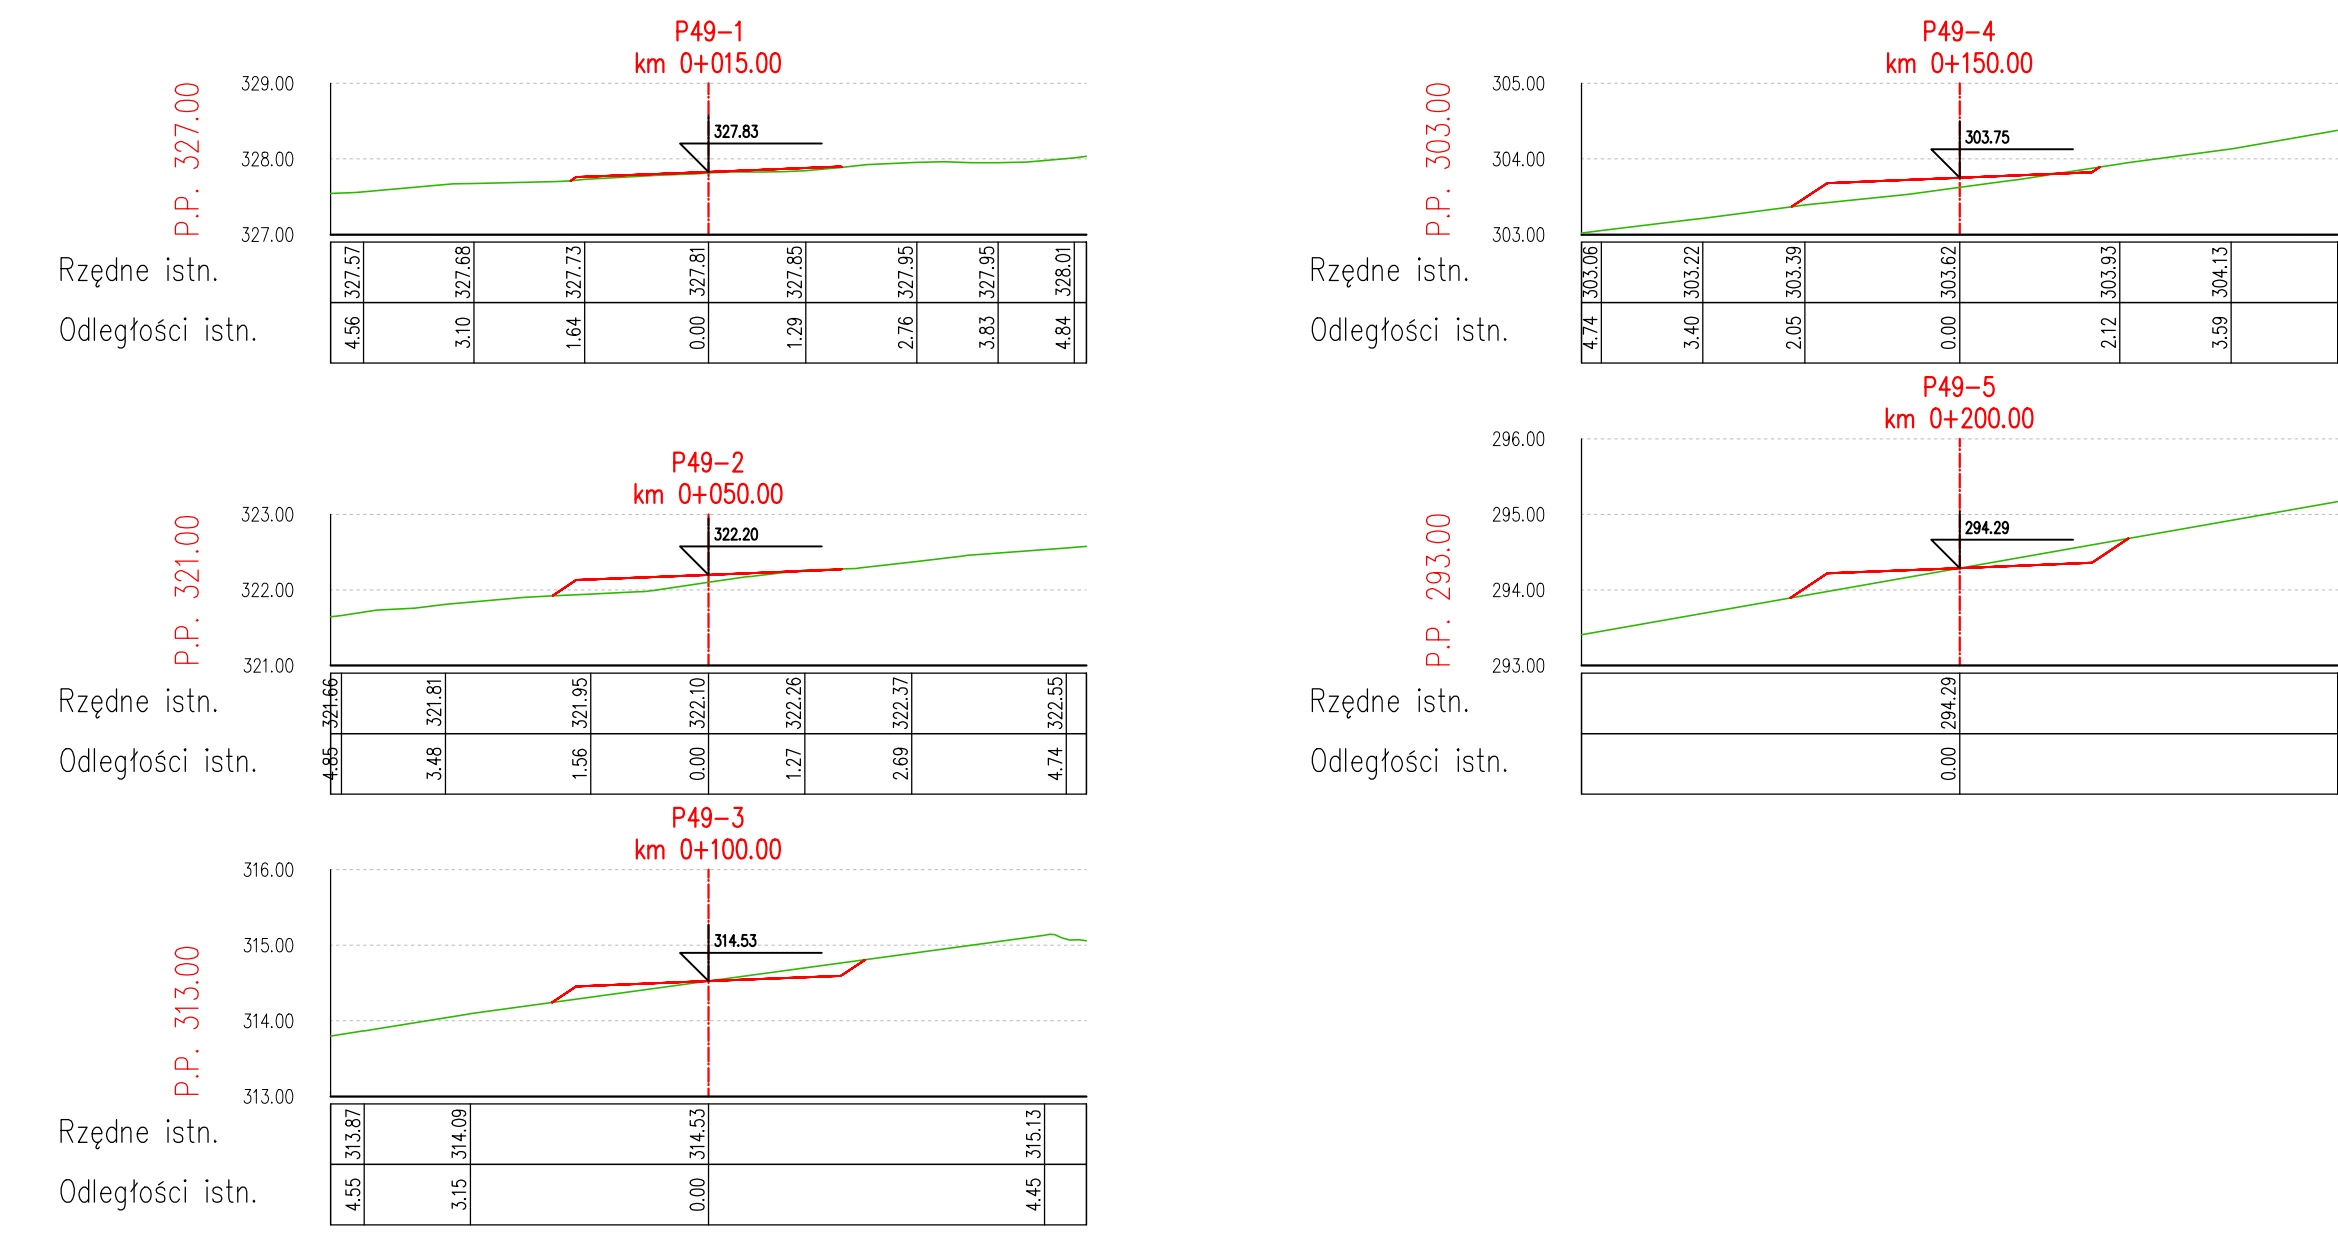 P49-1
km 0+015.00
P.P. 327.00
329.00
328.00
327.00
327.83
Rzędne istn.
327.57 327.68 327.73 327.81 327.85 327.95 327.95 328.01
Odległości istn.
4.56 3.10 1.64 0.00 1.29 2.76 3.83 4.84
P49-2
km 0+050.00
P.P. 321.00
323.00
322.00
321.00
322.20
Rzędne istn.
321.66 321.81 321.95 322.10 322.26 322.37 322.55
Odległości istn.
4.85 3.48 1.56 0.00 1.27 2.69 4.74
P49-3
km 0+100.00
P.P. 313.00
316.00
315.00
314.00
313.00
314.53
Rzędne istn.
313.87 314.09 314.53 315.13
Odległości istn.
4.55 3.15 0.00 4.45
P49-4
km 0+150.00
P.P. 303.00
305.00
304.00
303.00
303.75
Rzędne istn.
303.06 303.22 303.39 303.62 303.93 304.13
Odległości istn.
4.74 3.40 2.05 0.00 2.12 3.59
P49-5
km 0+200.00
P.P. 293.00
296.00
295.00
294.00
293.00
294.29
Rzędne istn.
294.29
Odległości istn.
0.00